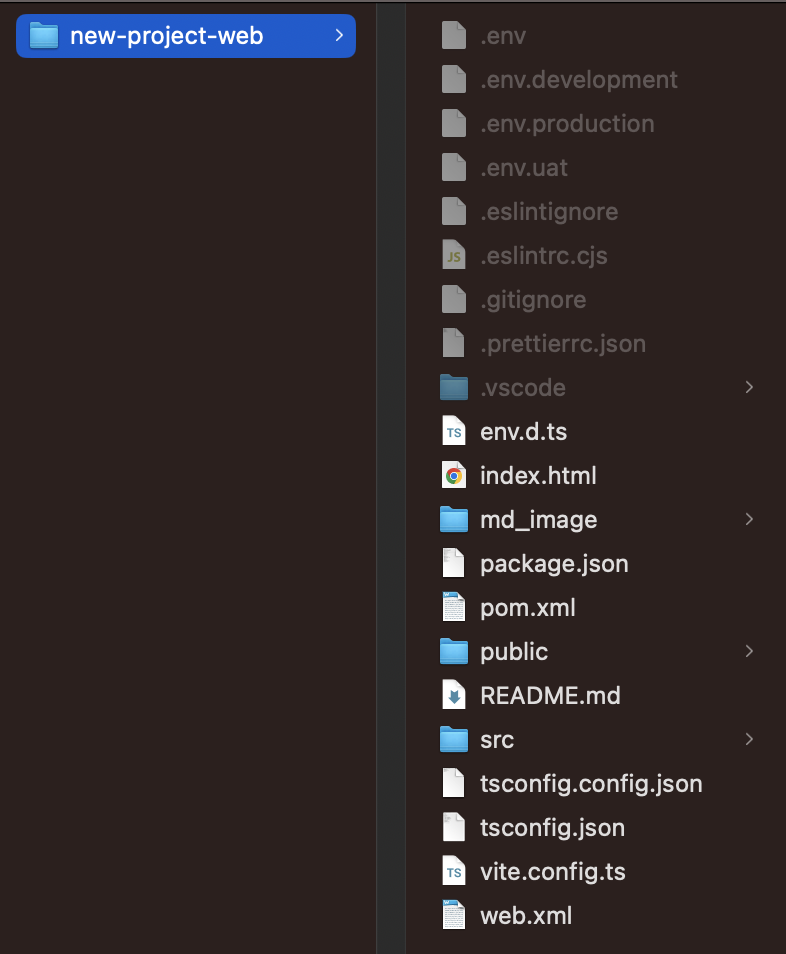 new-project-web
.env
.env.development
.env.production
.env.uat
.eslintignore
JS .eslintrc.cjs
.gitignore
.prettierrc.json
.vscode
TS env.d.ts
index.html
md_image
package.json
pom.xml
public
README.md
src
tsconfig.config.json
tsconfig.json
TS vite.config.ts
web.xml